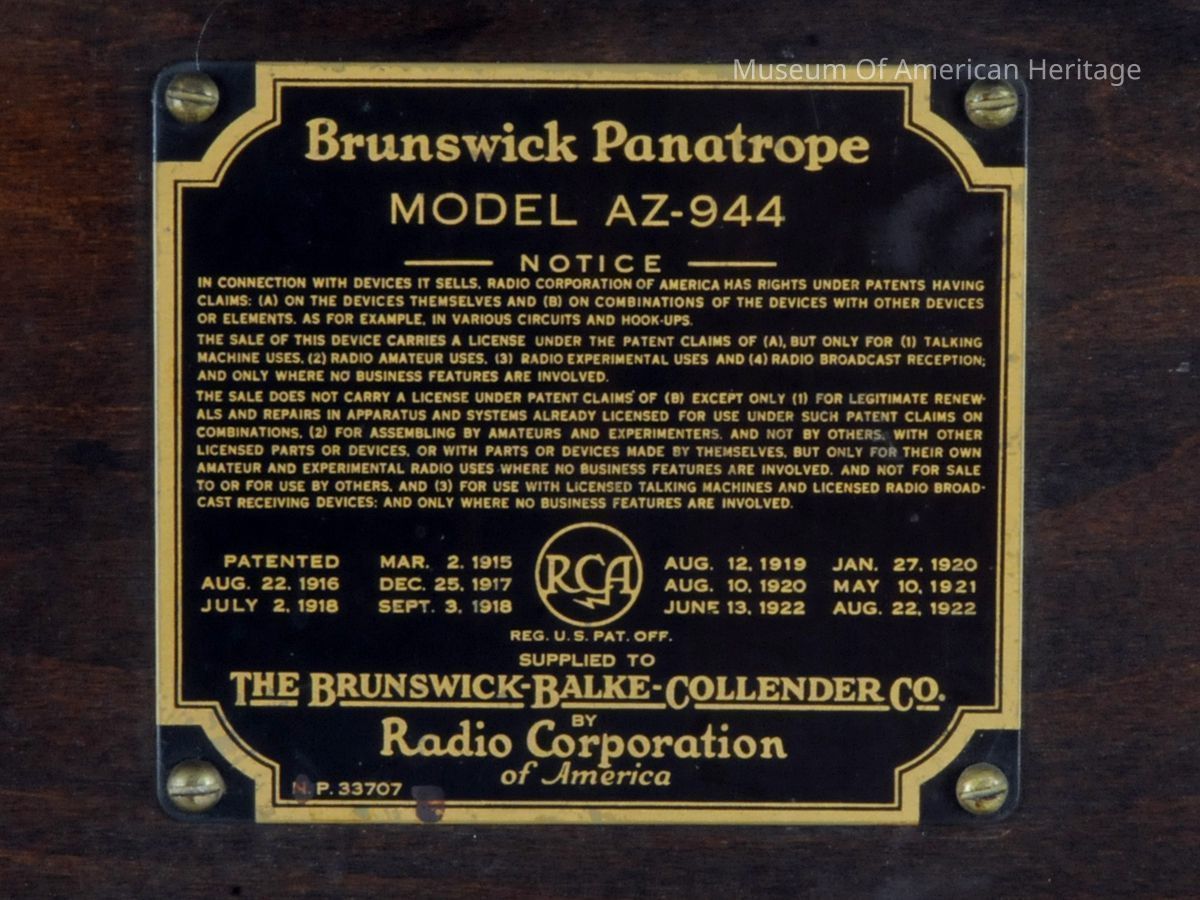 Museum Of American Heritage
Brunswick Panatrope
MODEL AZ-944
NOTICE
IN CONNECTION WITH DEVICES IT SELLS, RADIO CORPORATION OF AMERICA HAS RIGHTS UNDER PATENTS HAVING
CLAIMS: (A) ON THE DEVICES THEMSELVES AND (B) ON COMBINATIONS OF THE DEVICES WITH OTHER DEVICES
OR ELEMENTS, AS FOR EXAMPLE, IN VARIOUS CIRCUITS AND HOOK-UPS.
THE SALE OF THIS DEVICE CARRIES A LICENSE UNDER THE PATENT CLAIMS OF (A), BUT ONLY FOR (1) TALKING
MACHINE USES, (2) RADIO AMATEUR USES, (3) RADIO EXPERIMENTAL USES AND (4) RADIO BROADCAST RECEPTION;
AND ONLY WHERE NO BUSINESS FEATURES ARE INVOLVED.
THE SALE DOES NOT CARRY A LICENSE UNDER PATENT CLAIMS OF (B) EXCEPT ONLY (1) FOR LEGITIMATE RENEW-
ALS AND REPAIRS IN APPARATUS AND SYSTEMS ALREADY LICENSED FOR USE UNDER SUCH PATENT CLAIMS ON
COMBINATIONS, (2) FOR ASSEMBLING BY AMATEURS AND EXPERIMENTERS, AND NOT BY OTHERS, WITH OTHER
LICENSED PARTS OR DEVICES, OR WITH PARTS OR DEVICES MADE BY THEMSELVES, BUT ONLY FOR THEIR OWN
AMATEUR AND EXPERIMENTAL RADIO USES WHERE NO BUSINESS FEATURES ARE INVOLVED, AND NOT FOR SALE
TO OR FOR USE BY OTHERS, AND (3) FOR USE WITH LICENSED TALKING MACHINES AND LICENSED RADIO BROAD-
CAST RECEIVING DEVICES; AND ONLY WHERE NO BUSINESS FEATURES ARE INVOLVED.
PATENTED MAR. 2, 1915 AUG. 12, 1919 JAN. 27, 1920
AUG. 22, 1916 DEC. 25, 1917 RCA AUG. 10, 1920 MAY 10, 1921
JULY 2, 1918 SEPT. 3, 1918 JUNE 13, 1922 AUG. 22, 1922
REG. U.S. PAT. OFF.
SUPPLIED TO
THE BRUNSWICK-BALKE-COLLENDER CO.
BY
Radio Corporation
of America
N. P. 33707